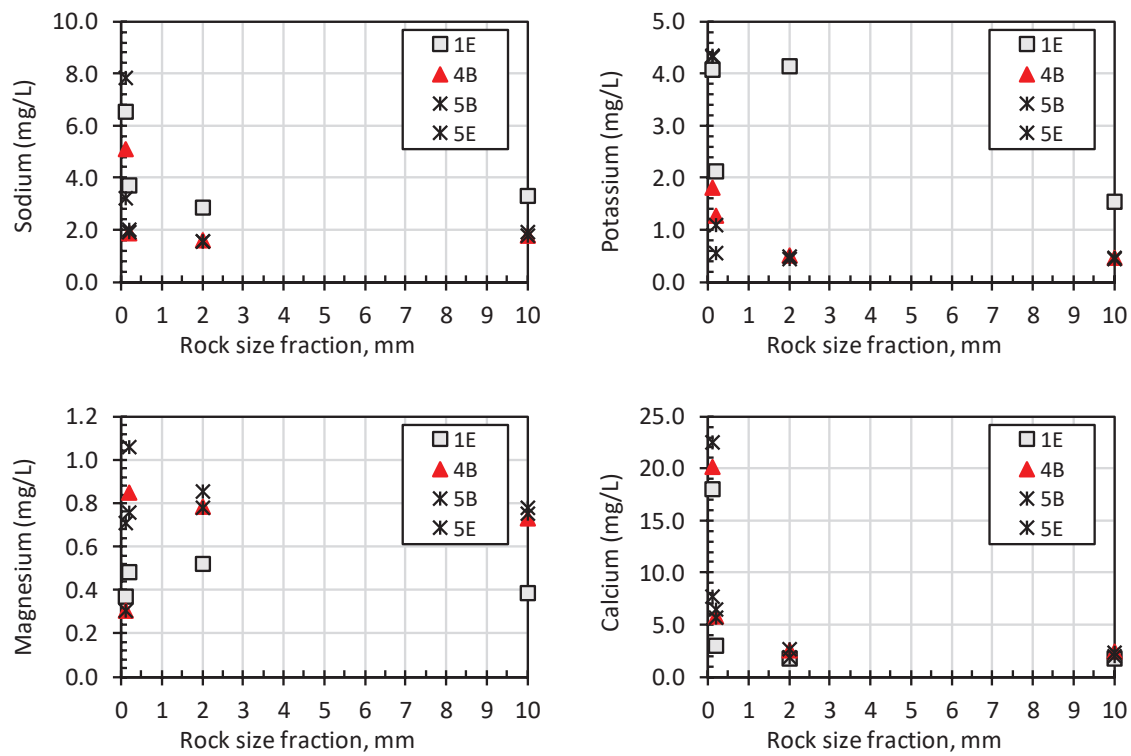 10.0
8.0
6.0
4.0
2.0
0.0
Sodium (mg/L)
1E
4B
5B
5E
0 1 2 3 4 5 6 7 8 9 10
Rock size fraction, mm
5.0
4.0
3.0
2.0
1.0
0.0
Potassium (mg/L)
1E
4B
5B
5E
0 1 2 3 4 5 6 7 8 9 10
Rock size fraction, mm
1.2
1.0
0.8
0.6
0.4
0.2
0.0
Magnesium (mg/L)
1E
4B
5B
5E
0 1 2 3 4 5 6 7 8 9 10
Rock size fraction, mm
25.0
20.0
15.0
10.0
5.0
0.0
Calcium (mg/L)
1E
4B
5B
5E
0 1 2 3 4 5 6 7 8 9 10
Rock size fraction, mm